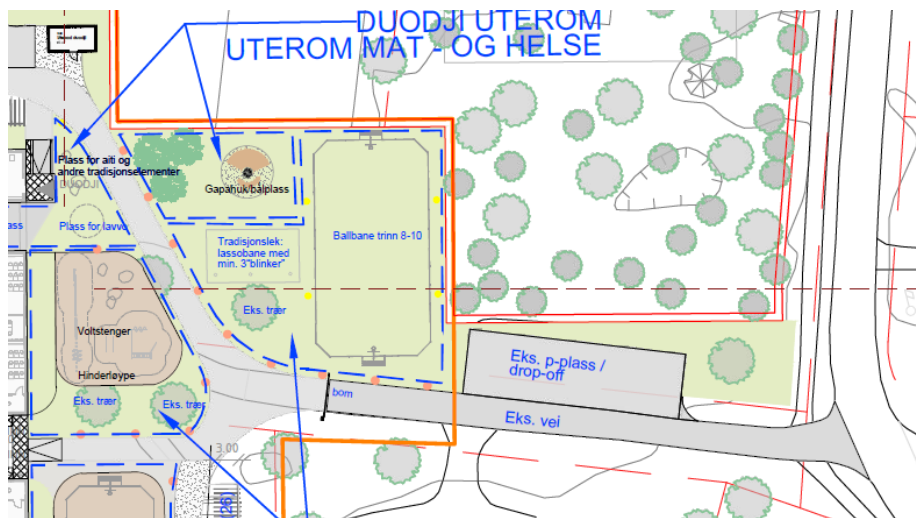 DUODJI UTEROM
UTEROM MAT - OG HELSE
Plass for aiti og
andre tradisjonselementer
DUODJI
Gapahuk/bålplass
Plass for lavvo
ass
Tradisjonslek:
lassobane med
min. 3"blinker"
Ballbane trinn 8-10
Eks. trær
Voltstenger
Hinderløype
Eks. trær
Eks. trær
Eks. p-plass /
drop-off
bom
Eks. vei
3.00
26)